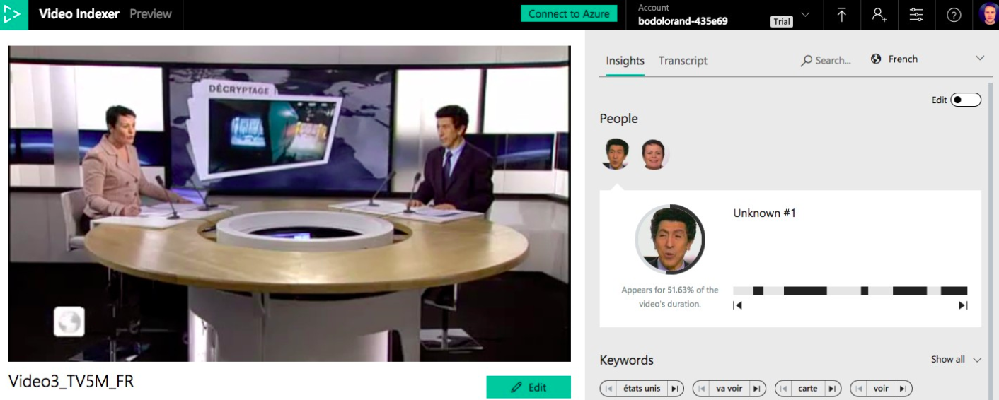 Video Indexer Preview
Connect to Azure
Account
bodolorand-435e69
Trial
DÉCRYPTAGE
Video3_TV5M_FR
Edit
Insights
Transcript
Search...
French
Edit
People
Unknown #1
Appears for 51.63% of the
video's duration.
Keywords
Show all
états unis
va voir
carte
voir